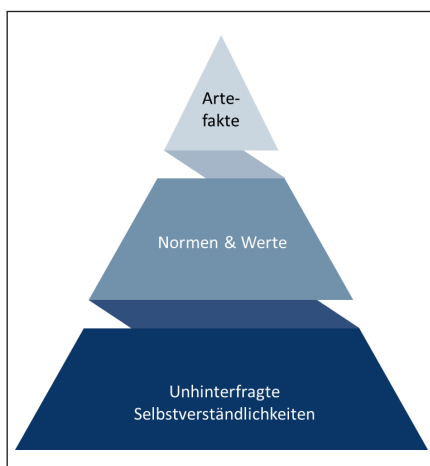 Arte-
fakte
Normen & Werte
Unhinterfragte
Selbstverständlichkeiten